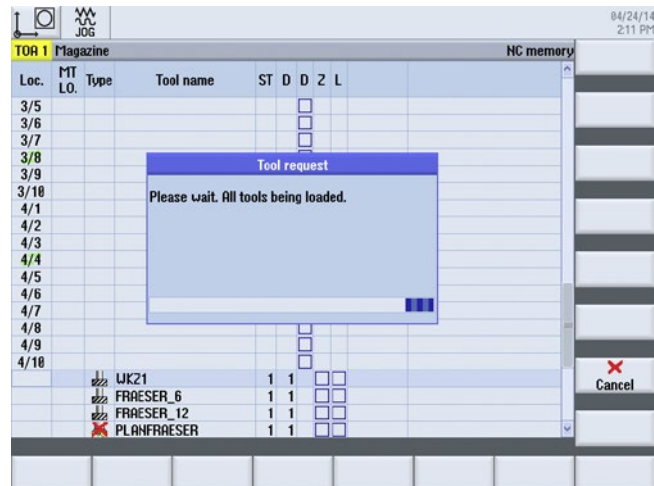 JOG
04/24/14
2:11 PM
TOA 1 Magazine NC memory
Loc. MT LO. Type Tool name ST D D Z L
3/5
3/6
3/7
3/8
3/9
3/10
4/1
4/2
4/3
4/4
4/5
4/6
4/7
4/8
4/9
4/10
Tool request
Please wait. All tools being loaded.
WKZ1 1 1
FRAESER_6 1 1
FRAESER_12 1 1
PLANFRAESER 1 1
Cancel